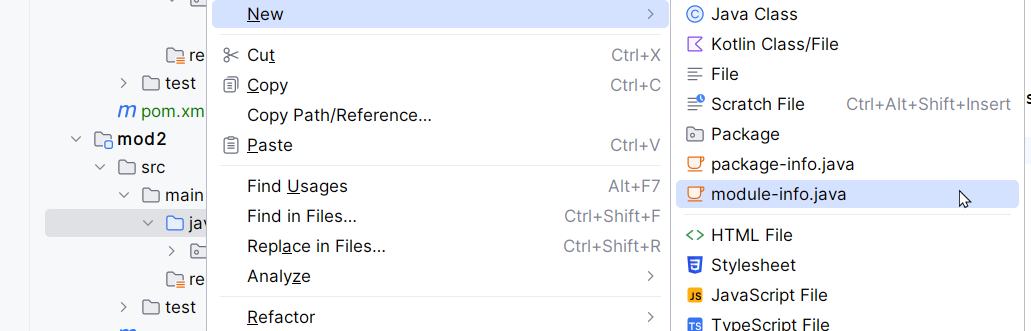 re
test
pom.xm
mod2
src
main
jav
re
test
New
Cut Ctrl+X
Copy Ctrl+C
Copy Path/Reference...
Paste Ctrl+V
Find Usages Alt+F7
Find in Files... Ctrl+Shift+F
Replace in Files... Ctrl+Shift+R
Analyze
Refactor
Java Class
Kotlin Class/File
File
Scratch File Ctrl+Alt+Shift+Insert
Package
package-info.java
module-info.java
HTML File
Stylesheet
JS JavaScript File
TS TypeScript File
s